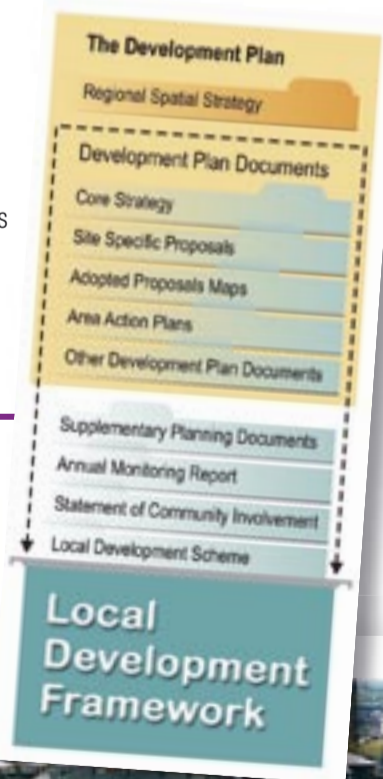 The Development Plan
Regional Spatial Strategy
Development Plan Documents
Core Strategy
Site Specific Proposals
Adopted Proposals Maps
Area Action Plans
Other Development Plan Documents
Supplementary Planning Documents
Annual Monitoring Report
Statement of Community Involvement
Local Development Scheme
Local
Development
Framework